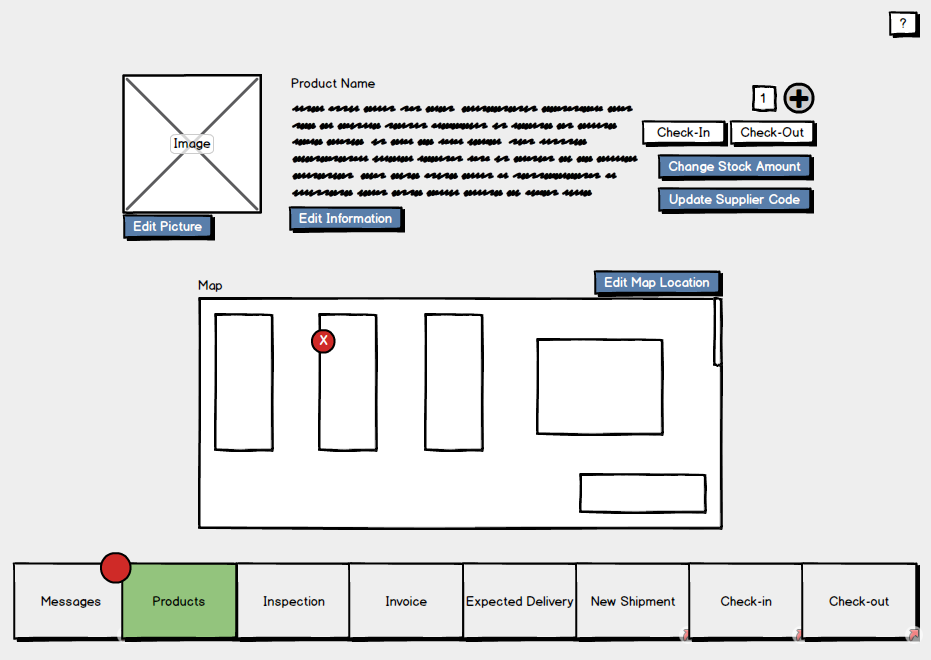 ?
Product Name
Image
1
Check-In
Check-Out
Change Stock Amount
Update Supplier Code
Edit Information
Edit Picture
Map
Edit Map Location
X
Messages
Products
Inspection
Invoice
Expected Delivery
New Shipment
Check-in
Check-out